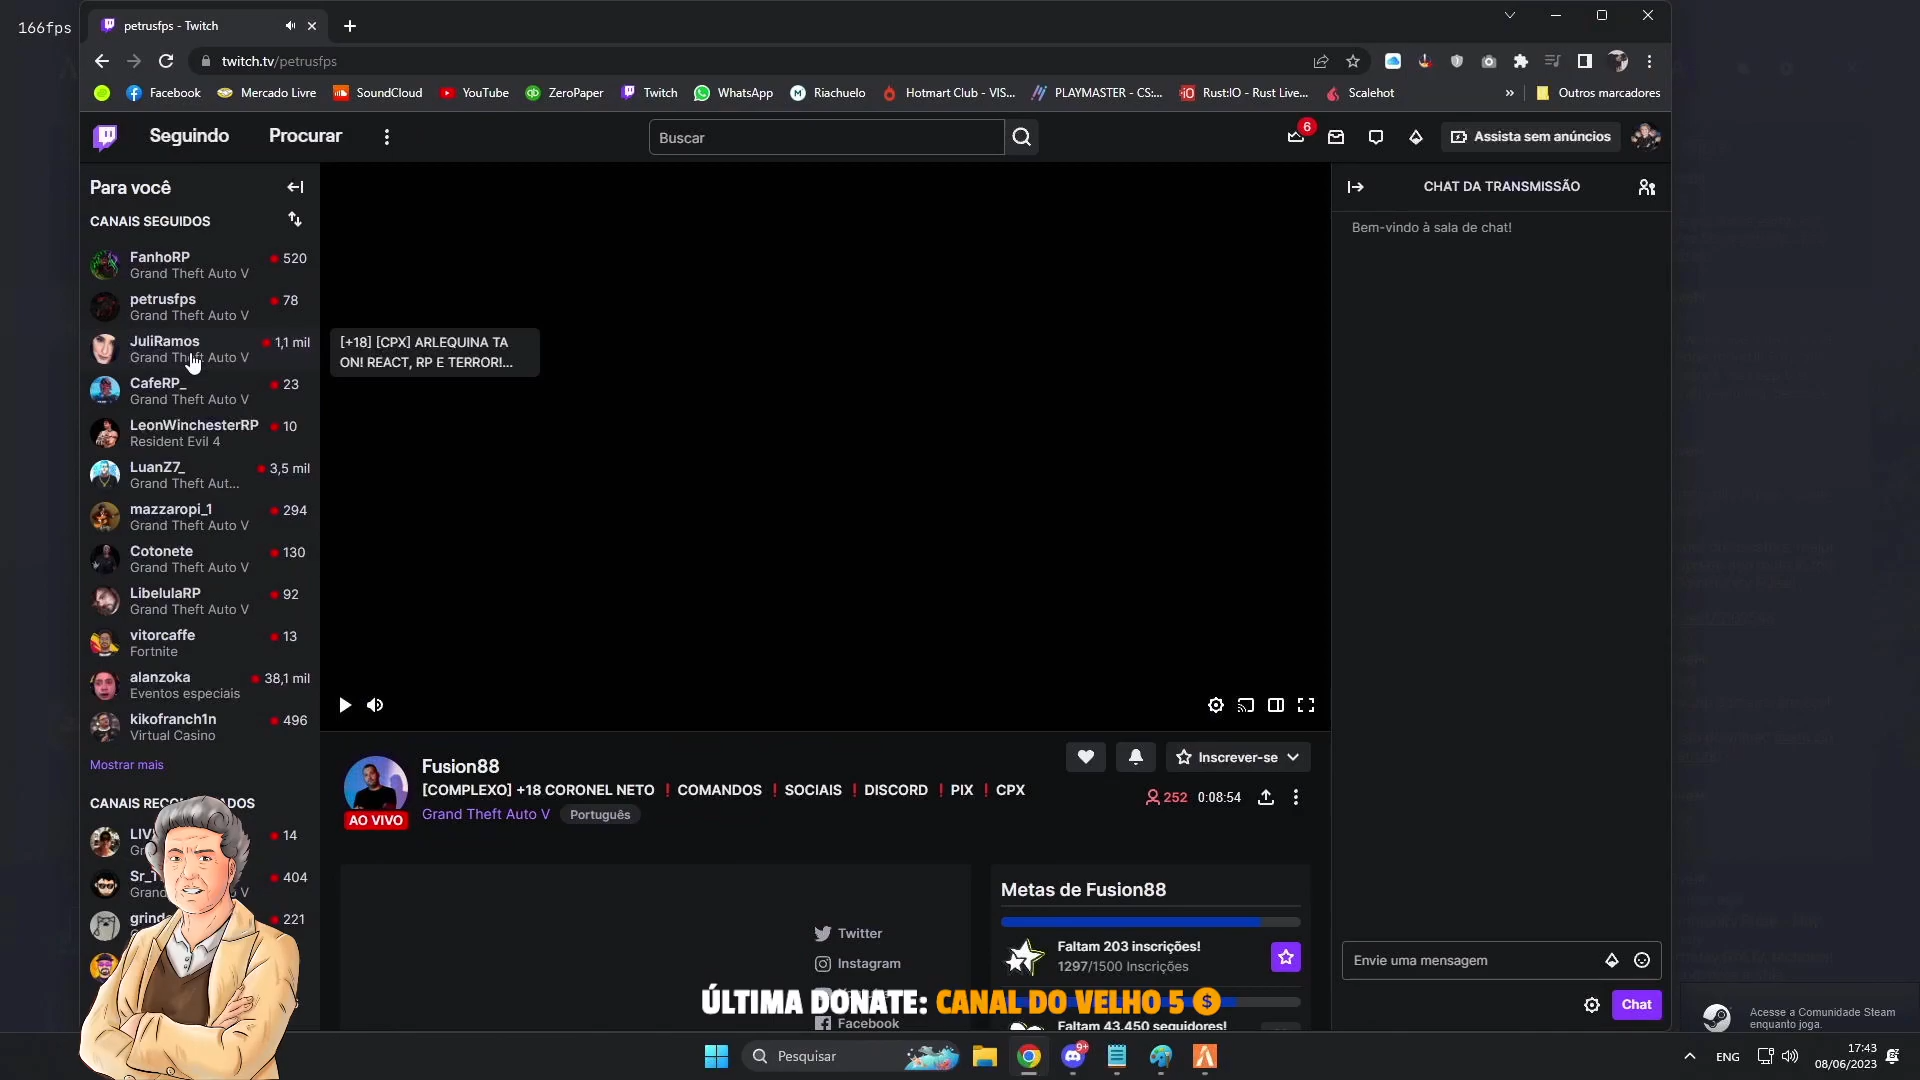 166fps
petrusfps - Twitch
twitch.tv/petrusfps
Facebook
Mercado Livre
SoundCloud
YouTube
ZeroPaper
Twitch
WhatsApp
Riachuelo
Hotmart Club - VIS...
PLAYMASTER - CS:...
Rust:IO - Rust Live...
Scalehot
»
Outros marcadores
Seguindo
Procurar
Buscar
6
Assista sem anúncios
Para você
CANAIS SEGUIDOS
FanhoRP
520
Grand Theft Auto V
petrusfps
78
Grand Theft Auto V
JuliRamos
1,1 mil
Grand Theft Auto V
CafeRP_
23
Grand Theft Auto V
LeonWinchesterRP
10
Resident Evil 4
LuanZ7_
3,5 mil
Grand Theft Aut...
mazzaropi_1
294
Grand Theft Auto V
Cotonete
130
Grand Theft Auto V
LibelulaRP
92
Grand Theft Auto V
vitorcaffe
13
Fortnite
alanzoka
38,1 mil
Eventos especiais
kikofranch1n
496
Virtual Casino
Mostrar mais
14
404
221
[+18] [CPX] ARLEQUINA TA
ON! REACT, RP E TERROR!...
Fusion88
[COMPLEXO] +18 CORONEL NETO ❗COMANDOS ❗SOCIAIS ❗DISCORD ❗PIX ❗CPX
AO VIVO
Grand Theft Auto V
Português
Inscrever-se
252
0:08:54
Twitter
Instagram
Facebook
Metas de Fusion88
Faltam 203 inscrições!
1297/1500 Inscrições
Faltam 43.450 seguidores!
ÚLTIMA DONATE: CANAL DO VELHO 5 $
CHAT DA TRANSMISSÃO
Bem-vindo à sala de chat!
Envie uma mensagem
Chat
Acesse a Comunidade Steam
enquanto joga.
Pesquisar
9+
ENG
17:43
08/06/2023